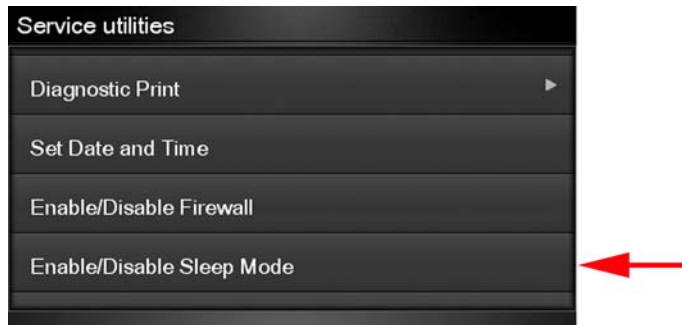 Service utilities
Diagnostic Print
Set Date and Time
Enable/Disable Firewall
Enable/Disable Sleep Mode